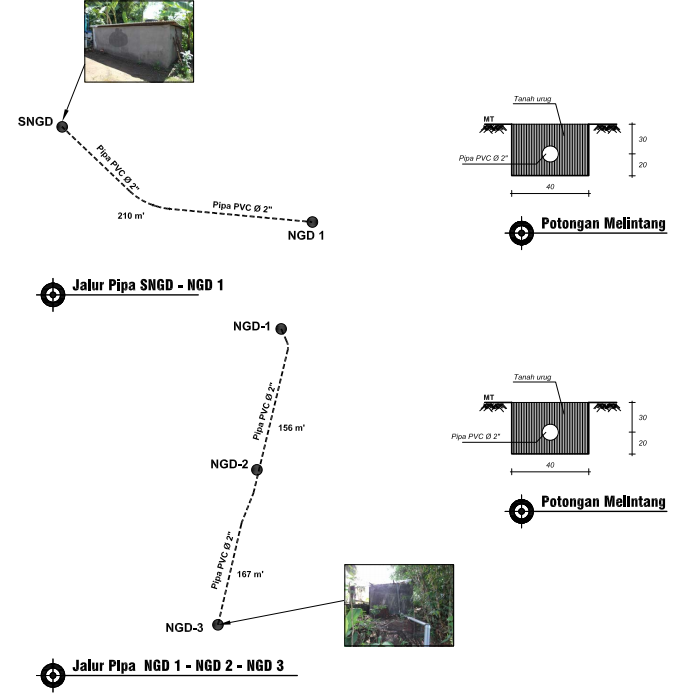 SNGD
Pipa PVC Ø 2"
210 m'
Pipa PVC Ø 2"
NGD 1
Jalur Pipa SNGD - NGD 1
Tanah urug
MT
Pipa PVC Ø 2"
30
20
40
Potongan Melintang
NGD-1
Pipa PVC Ø 2"
156 m'
NGD-2
Pipa PVC Ø 2"
167 m'
NGD-3
Jalur Pipa NGD 1 - NGD 2 - NGD 3
Tanah urug
MT
Pipa PVC Ø 2"
30
20
40
Potongan Melintang